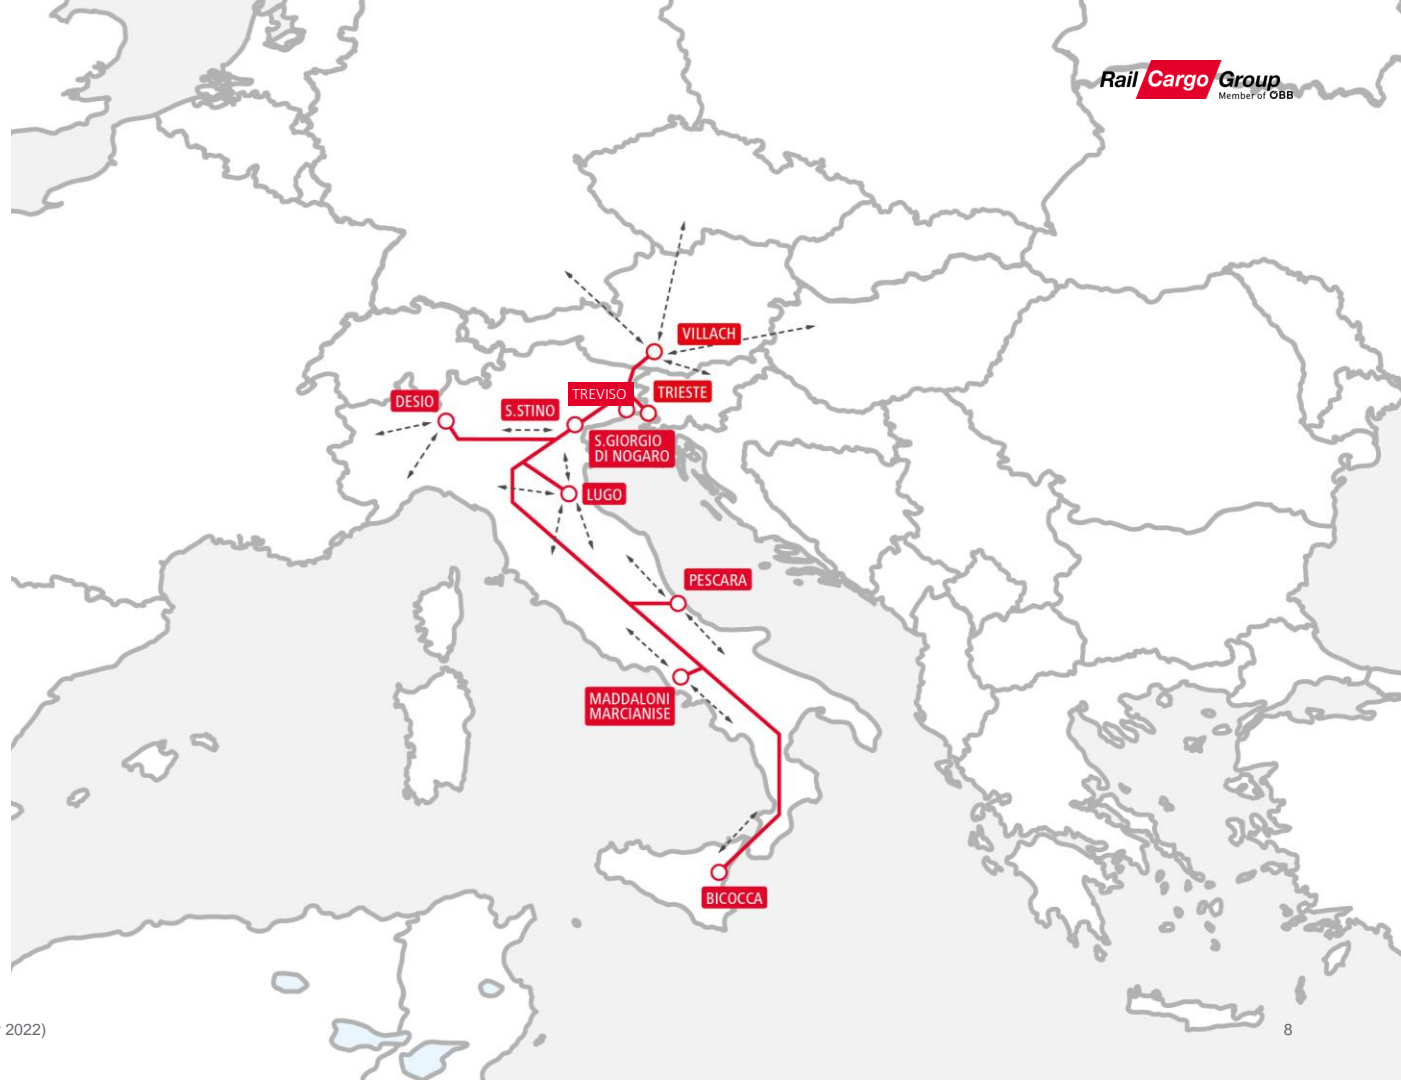 Rail Cargo Group
Member of ÖBB
VILLACH
TREVISO
TRIESTE
DESIO
S.STINO
S.GIORGIO
DI NOGARO
LUGO
PESCARA
MADDALONI
MARCIANISE
BICOCCA
2022)
8